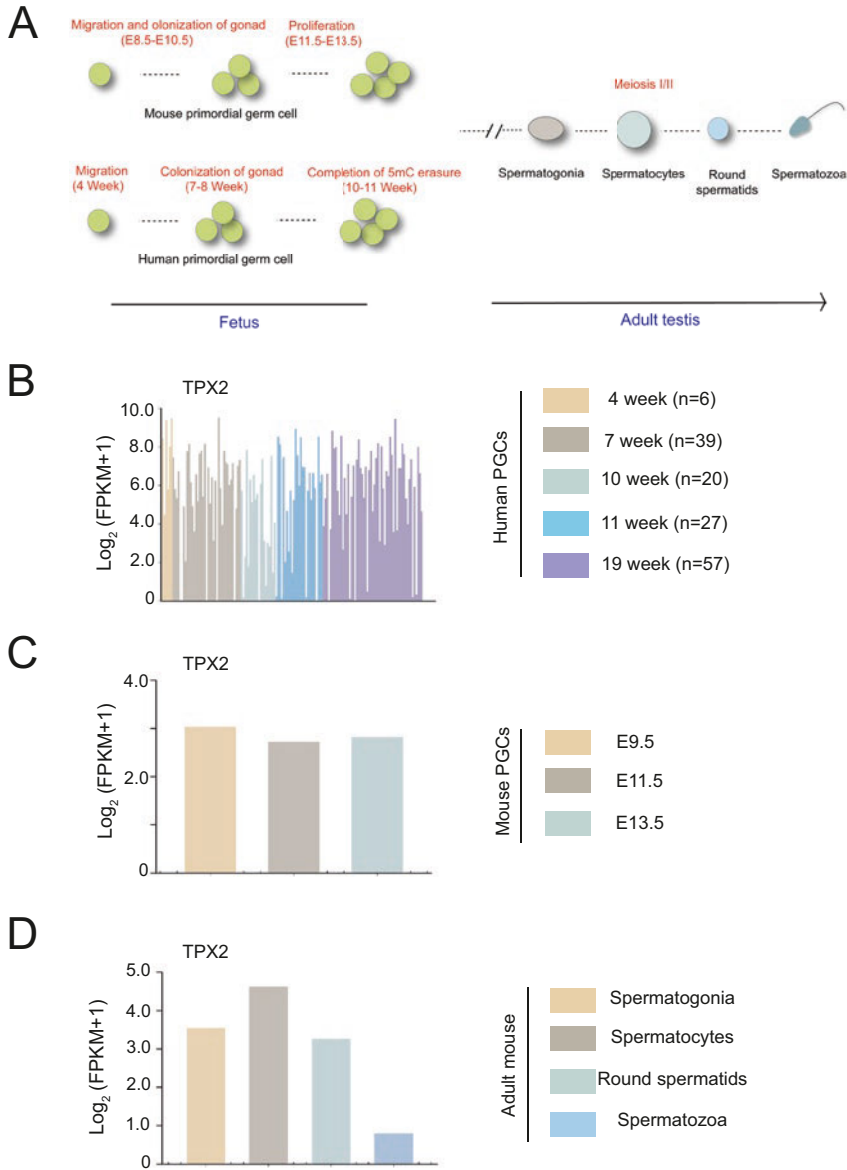 A
Migration and olonization of gonad
(E8.5-E10.5)
Proliferation
(E11.5-E13.5)
Mouse primordial germ cell
Migration
(4 Week)
Colonization of gonad
(7-8 Week)
Completion of 5mC erasure
(10-11 Week)
Human primordial germ cell
Fetus
Meiosis I/II
Spermatogonia
Spermatocytes
Round
spermatids
Spermatozoa
Adult testis
B
TPX2
Log2 (FPKM+1)
10.0
8.0
6.0
4.0
2.0
0
Human PGCs
4 week (n=6)
7 week (n=39)
10 week (n=20)
11 week (n=27)
19 week (n=57)
C
TPX2
Log2 (FPKM+1)
4.0
2.0
0
Mouse PGCs
E9.5
E11.5
E13.5
D
TPX2
Log2 (FPKM+1)
5.0
4.0
3.0
2.0
1.0
0
Adult mouse
Spermatogonia
Spermatocytes
Round spermatids
Spermatozoa